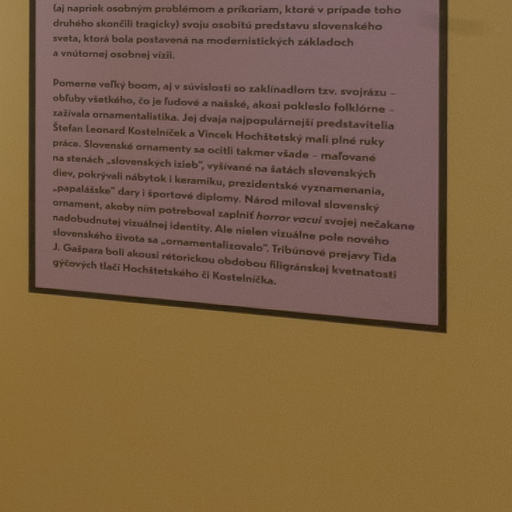 (aj napriek osobným problémom a príkoriam, ktoré v prípade toho
druhého skončili tragicky) svoju osobitú predstavu slovenského
sveta, ktorá bola postavená na modernistických základoch
a vnútornej osobnej vízii.
Pomerne veľký boom, aj v súvislosti so zaklínadlom tzv. svojrázu –
obľuby všetkého, čo je ľudové a našské, akosi pokleslo folklórne –
zažívala ornamentalistika. Jej dvaja najpopulárnejší predstavitelia
Štefan Leonard Kostelníček a Vincek Hochštetský mali plné ruky
práce. Slovenské ornamenty sa ocitli takmer všade – maľované
na stenách „slovenských izieb", vyšívané na šatách slovenských
diev, pokrývali nábytok i keramiku, prezidentské vyznamenania,
„papalášske" dary i športové diplomy. Národ miloval slovenský
ornament, akoby ním potreboval zaplniť horror vacui svojej nečakane
nadobudnutej vizuálnej identity. Ale nielen vizuálne pole nového
slovenského života sa „ornamentalizovalo". Tribúnové prejavy Tida
J. Gašpara boli akousi rétorickou obdobou filigránskej kvetnatosti
gýčových tlačí Hochštetského či Kostelníčka.